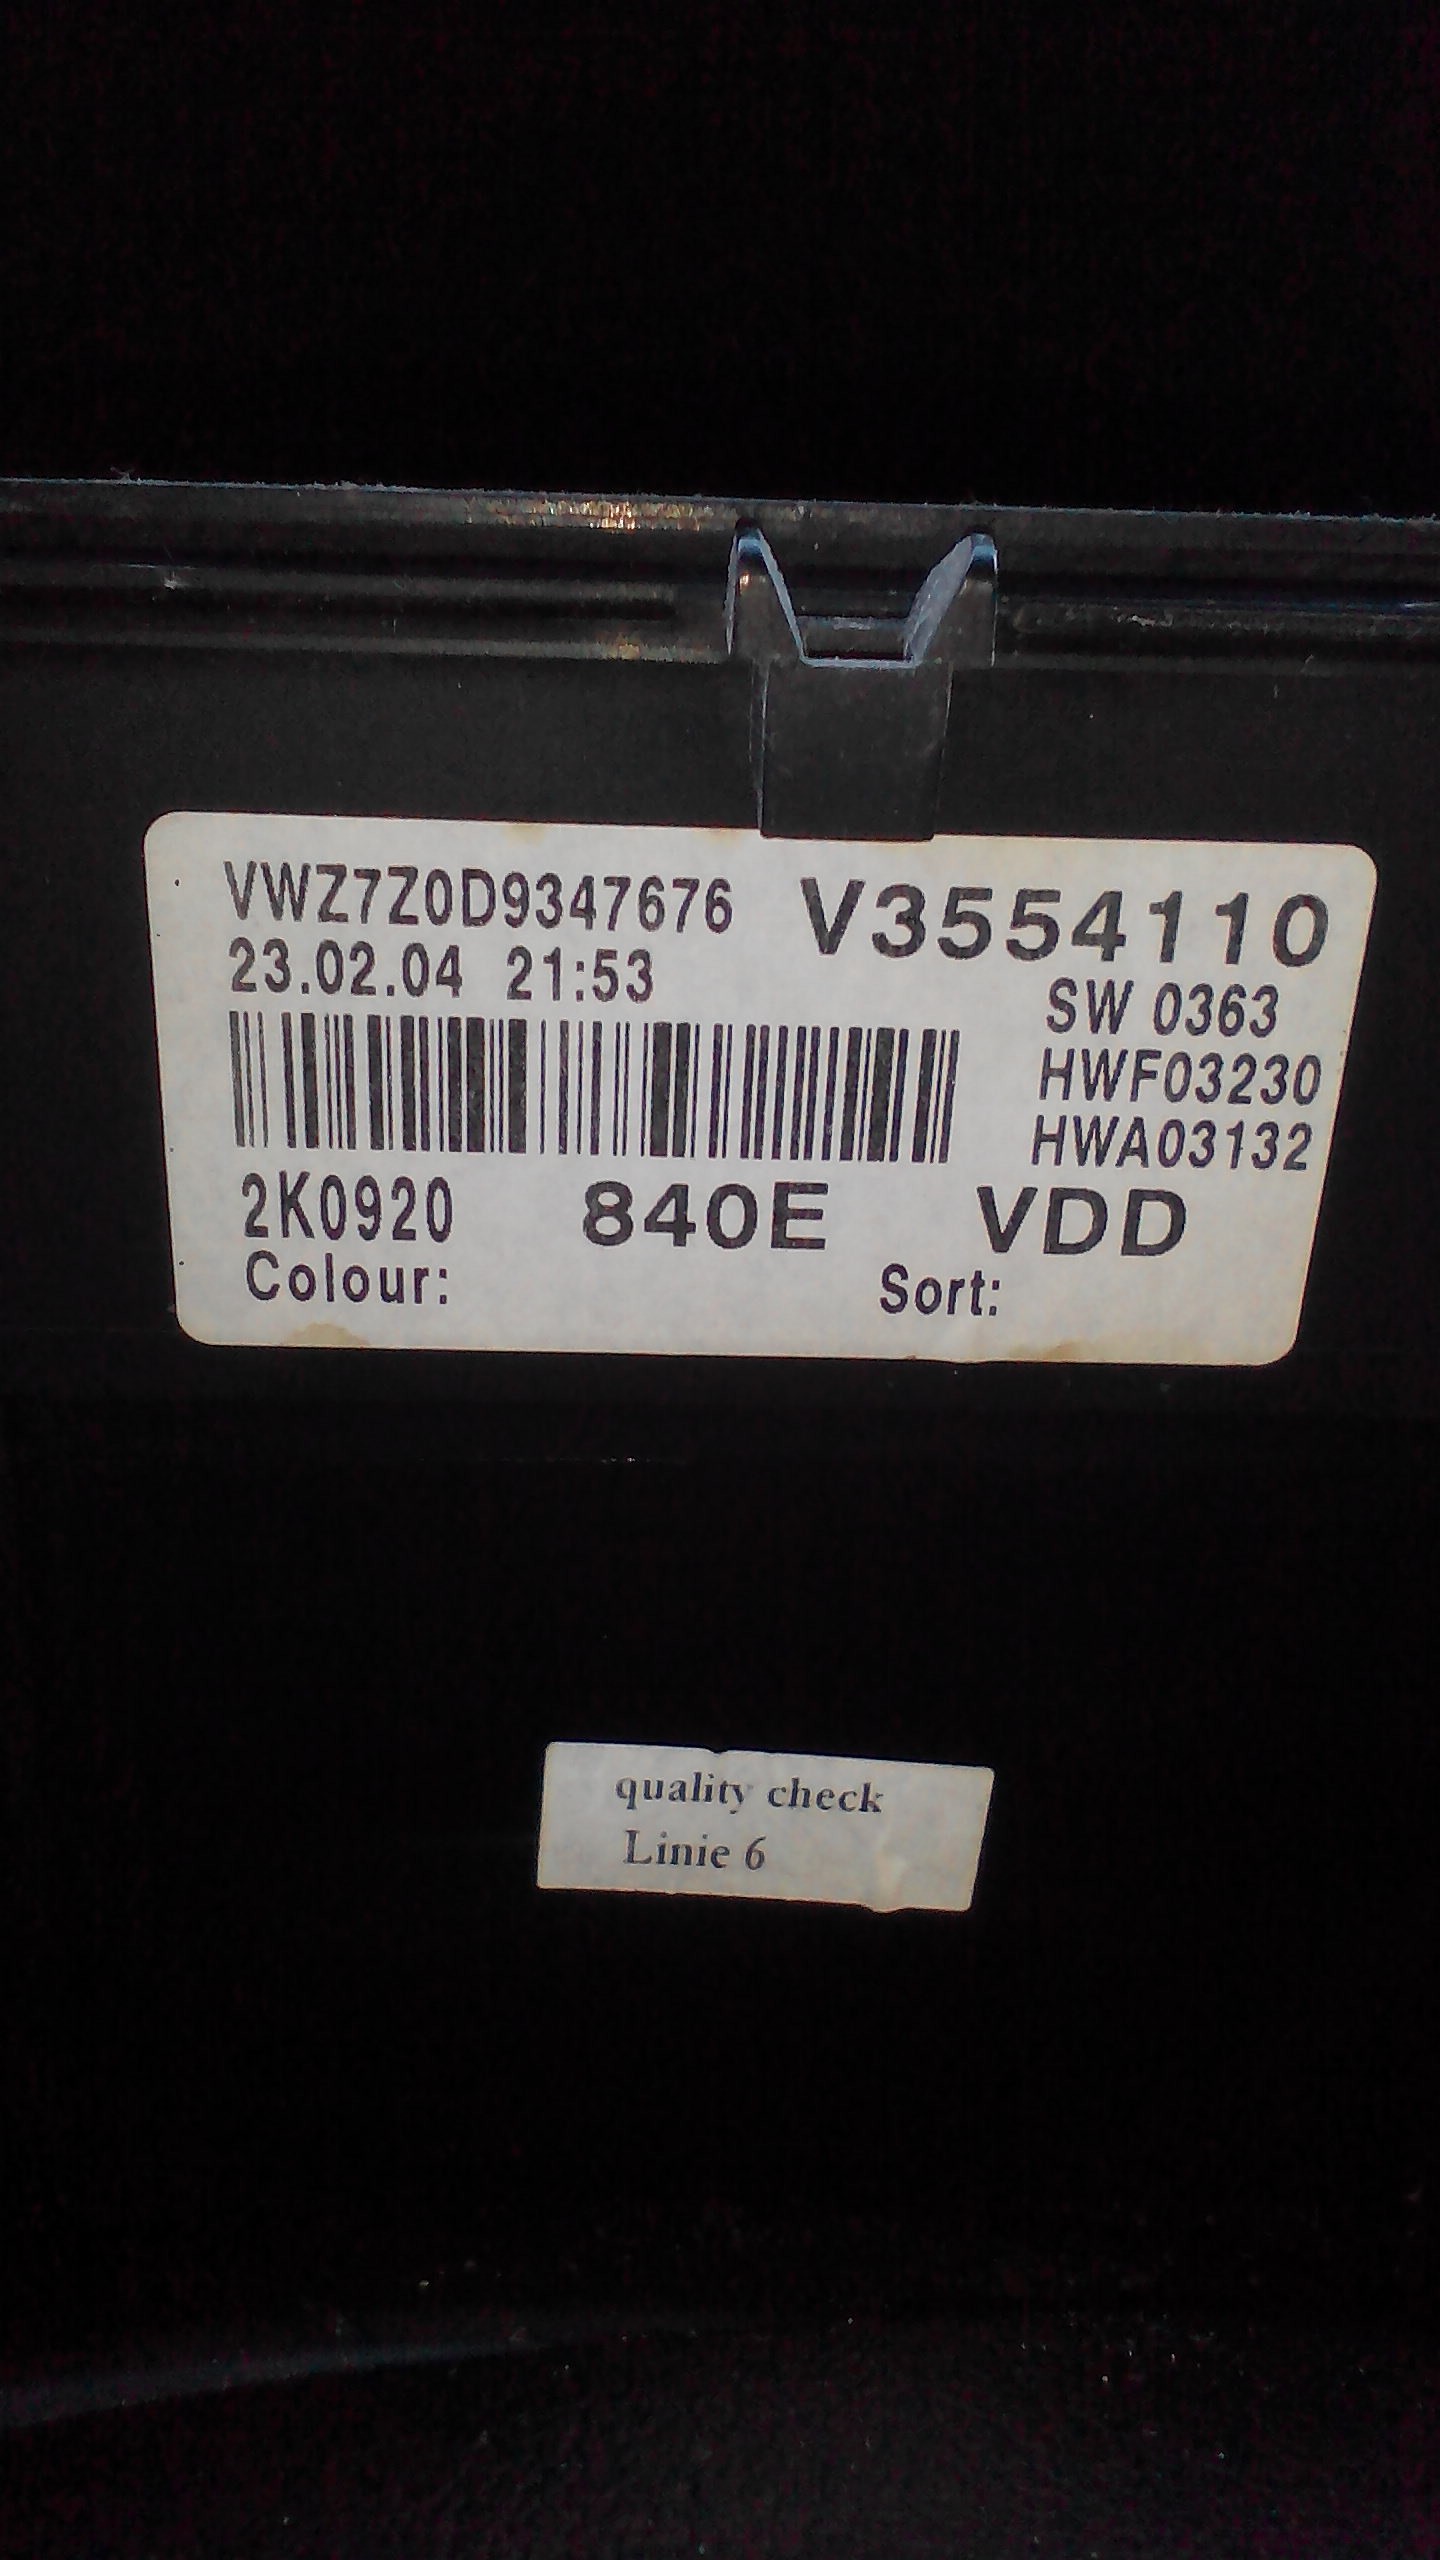 VWZ7Z0D9347676 V3554110
23.02.04 21:53 SW 0363
HWF03230
HWA03132
2K0920 840E VDD
Colour: Sort:
quality check
Linie 6